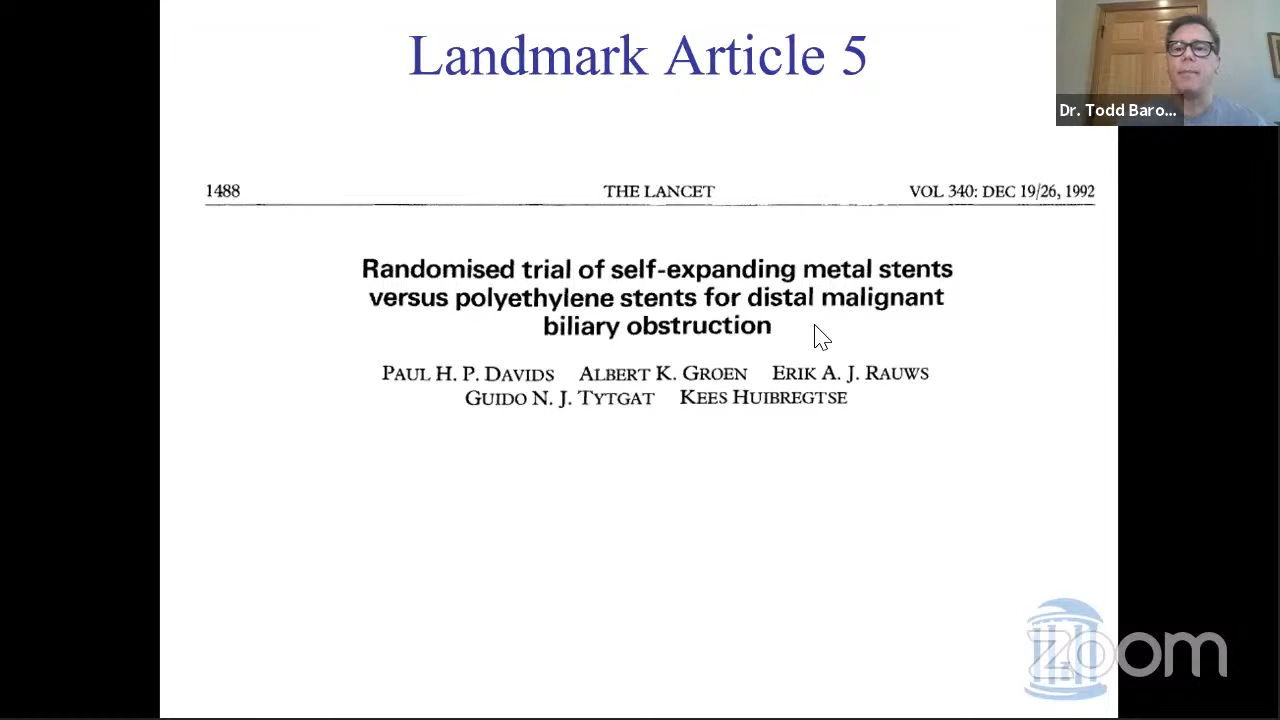 Landmark Article 5
Dr. Todd Baro...
1488 THE LANCET VOL 340: DEC 19/26, 1992
Randomised trial of self-expanding metal stents
versus polyethylene stents for distal malignant
biliary obstruction
PAUL H. P. DAVIDS ALBERT K. GROEN ERIK A. J. RAUWS
GUIDO N. J. TYTGAT KEES HUIBREGTSE
zoom